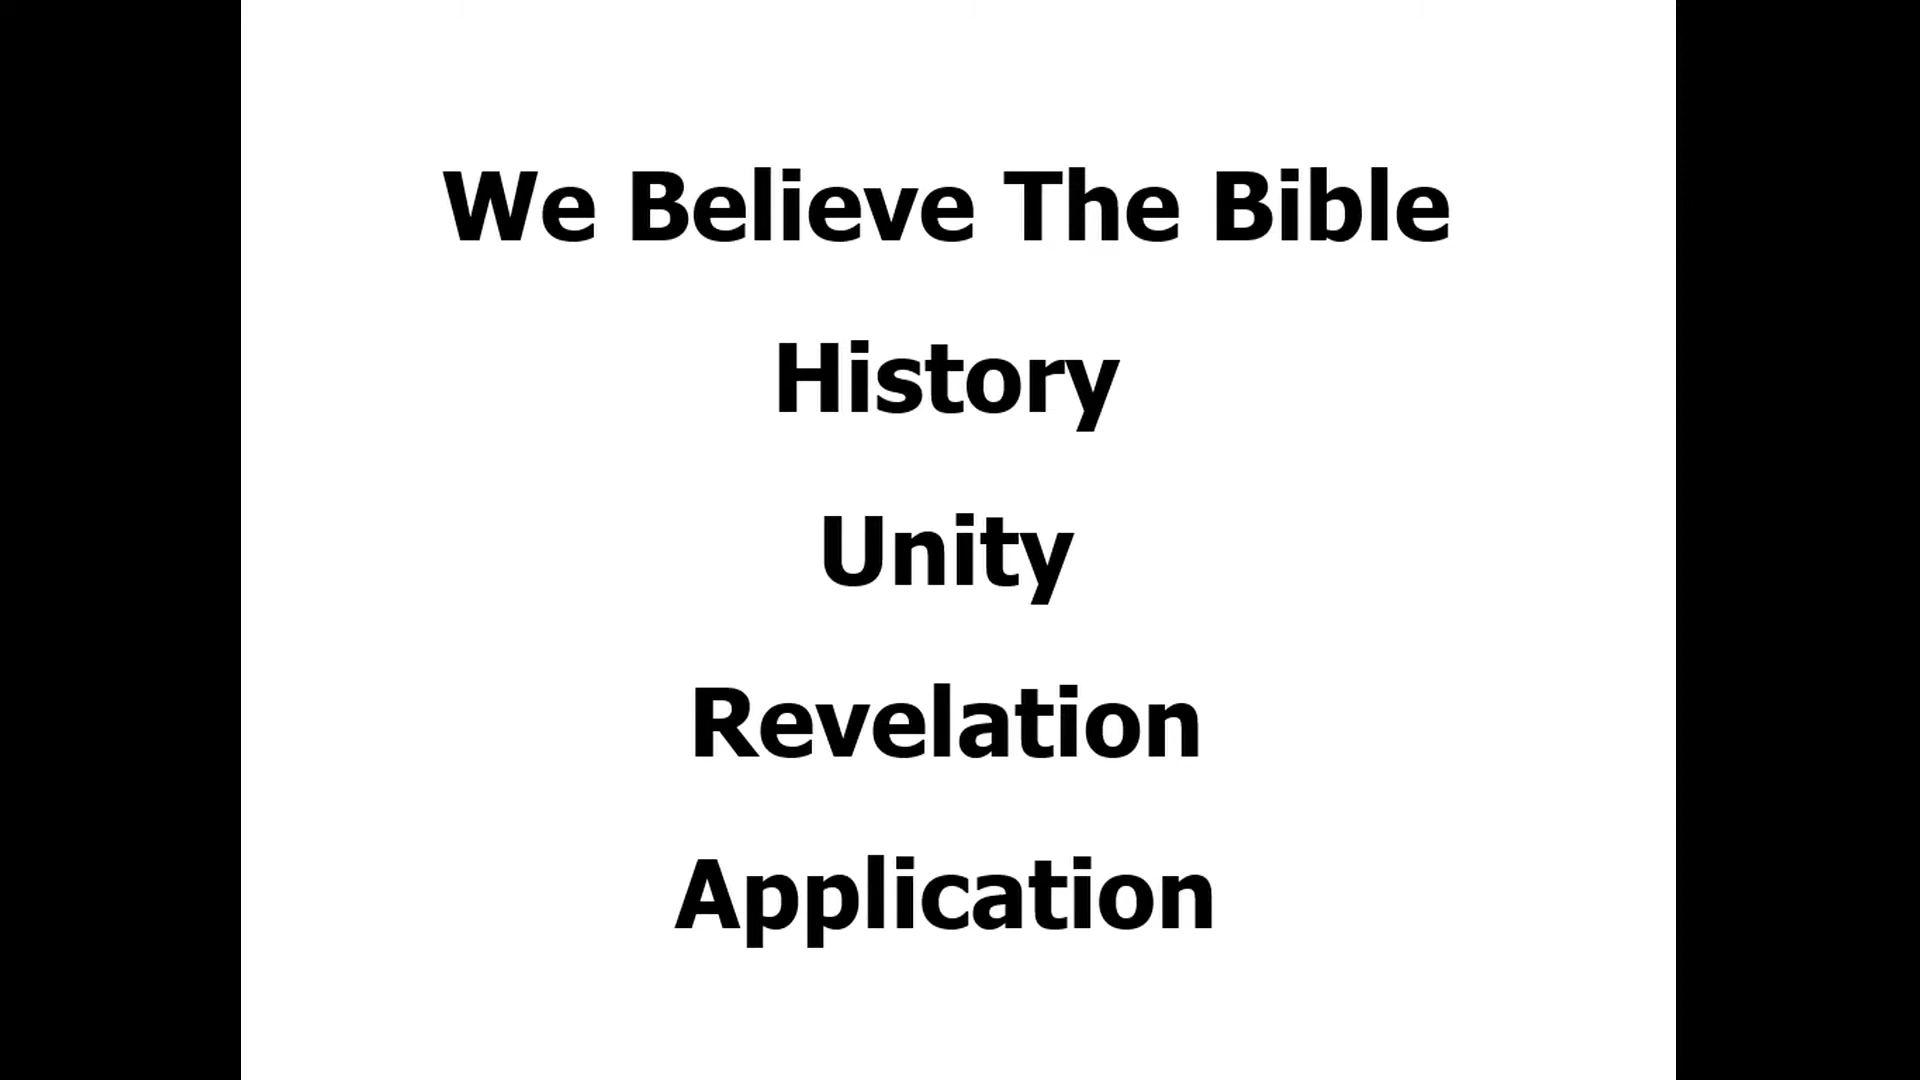 We Believe The Bible
History
Unity
Revelation
Application